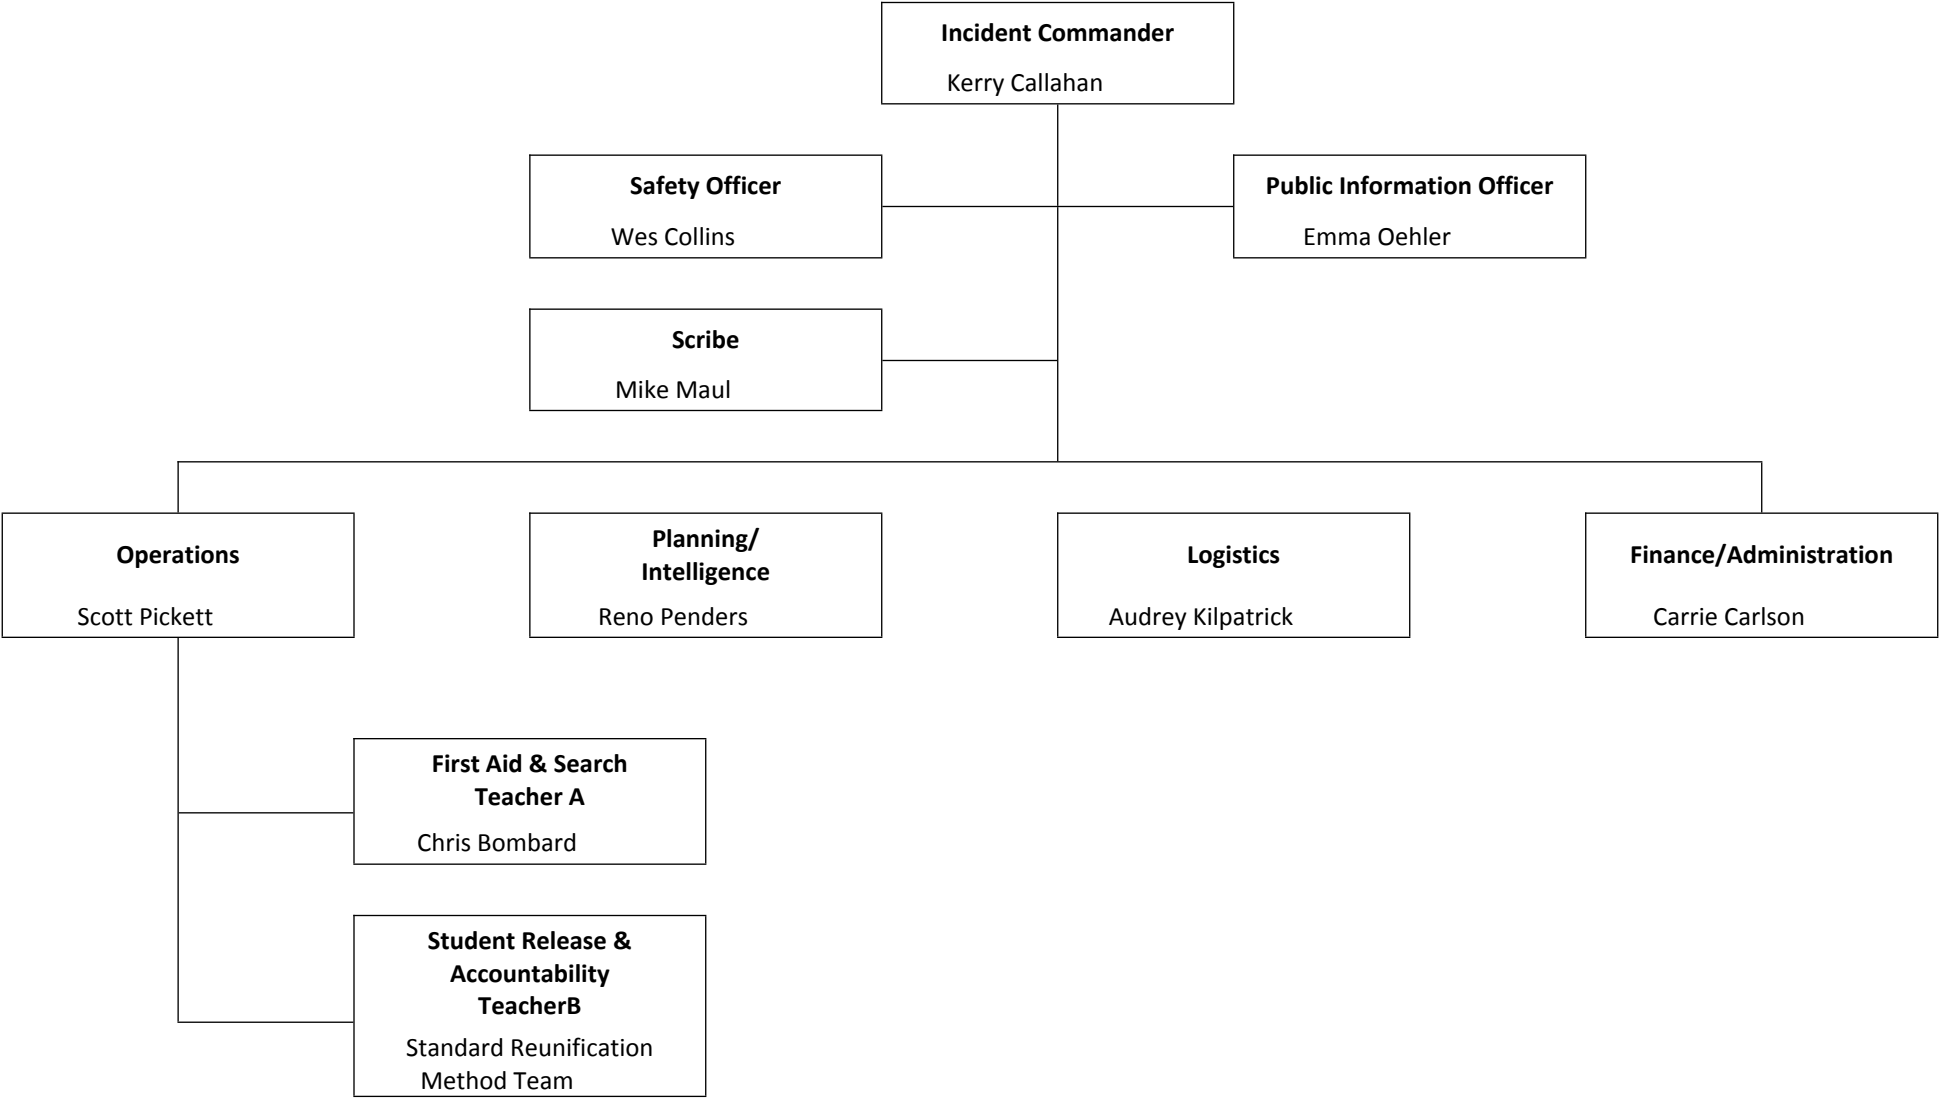 Incident Commander
Kerry Callahan
Safety Officer
Wes Collins
Public Information Officer
Emma Oehler
Scribe
Mike Maul
Operations
Scott Pickett
Planning/
Intelligence
Reno Penders
Logistics
Audrey Kilpatrick
Finance/Administration
Carrie Carlson
First Aid & Search
Teacher A
Chris Bombard
Student Release &
Accountability
TeacherB
Standard Reunification
Method Team